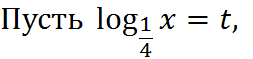 Пусть log_{1/4} x = t,